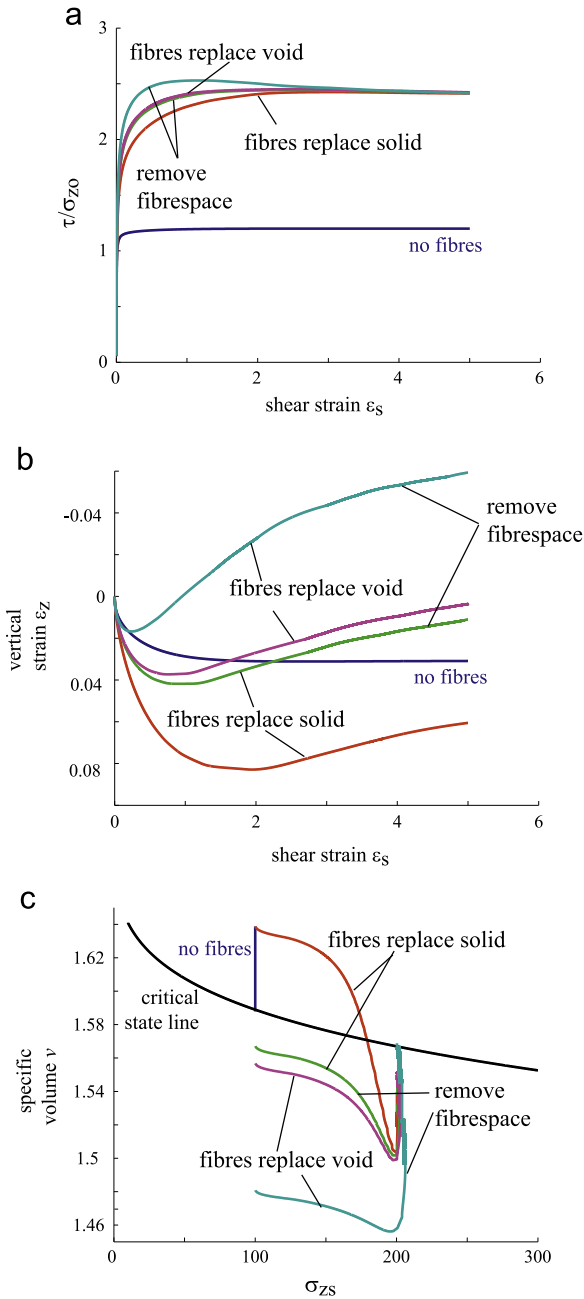 a
fibres replace void
3
2
fibres replace solid
remove
fibrespace
τ/σzo
1
no fibres
0
0
2
4
6
shear strain εs
b
-0.04
remove
fibrespace
0
fibres replace void
vertical
strain εz
no fibres
0.04
fibres replace solid
0.08
0
2
4
6
shear strain εs
c
1.62
no fibres
fibres replace solid
critical
state line
1.58
specific
volume v
1.54
remove
fibrespace
1.5
fibres replace void
1.46
0
100
200
300
σzs